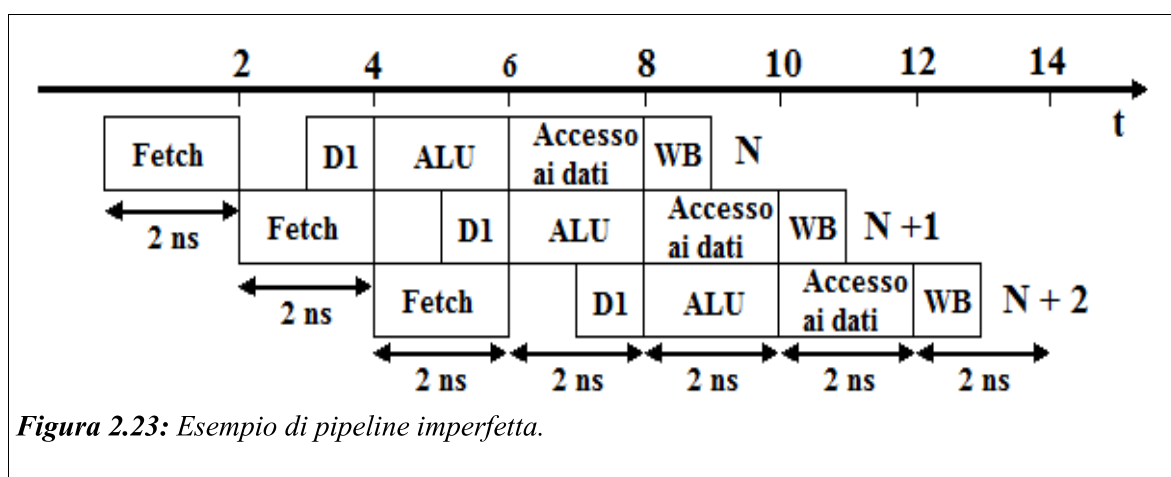 2 4 6 8 10 12 14
t
Fetch D1 ALU Accesso ai dati WB N
2 ns Fetch D1 ALU Accesso ai dati WB N +1
2 ns Fetch D1 ALU Accesso ai dati WB N + 2
2 ns 2 ns 2 ns 2 ns 2 ns
Figura 2.23: Esempio di pipeline imperfetta.